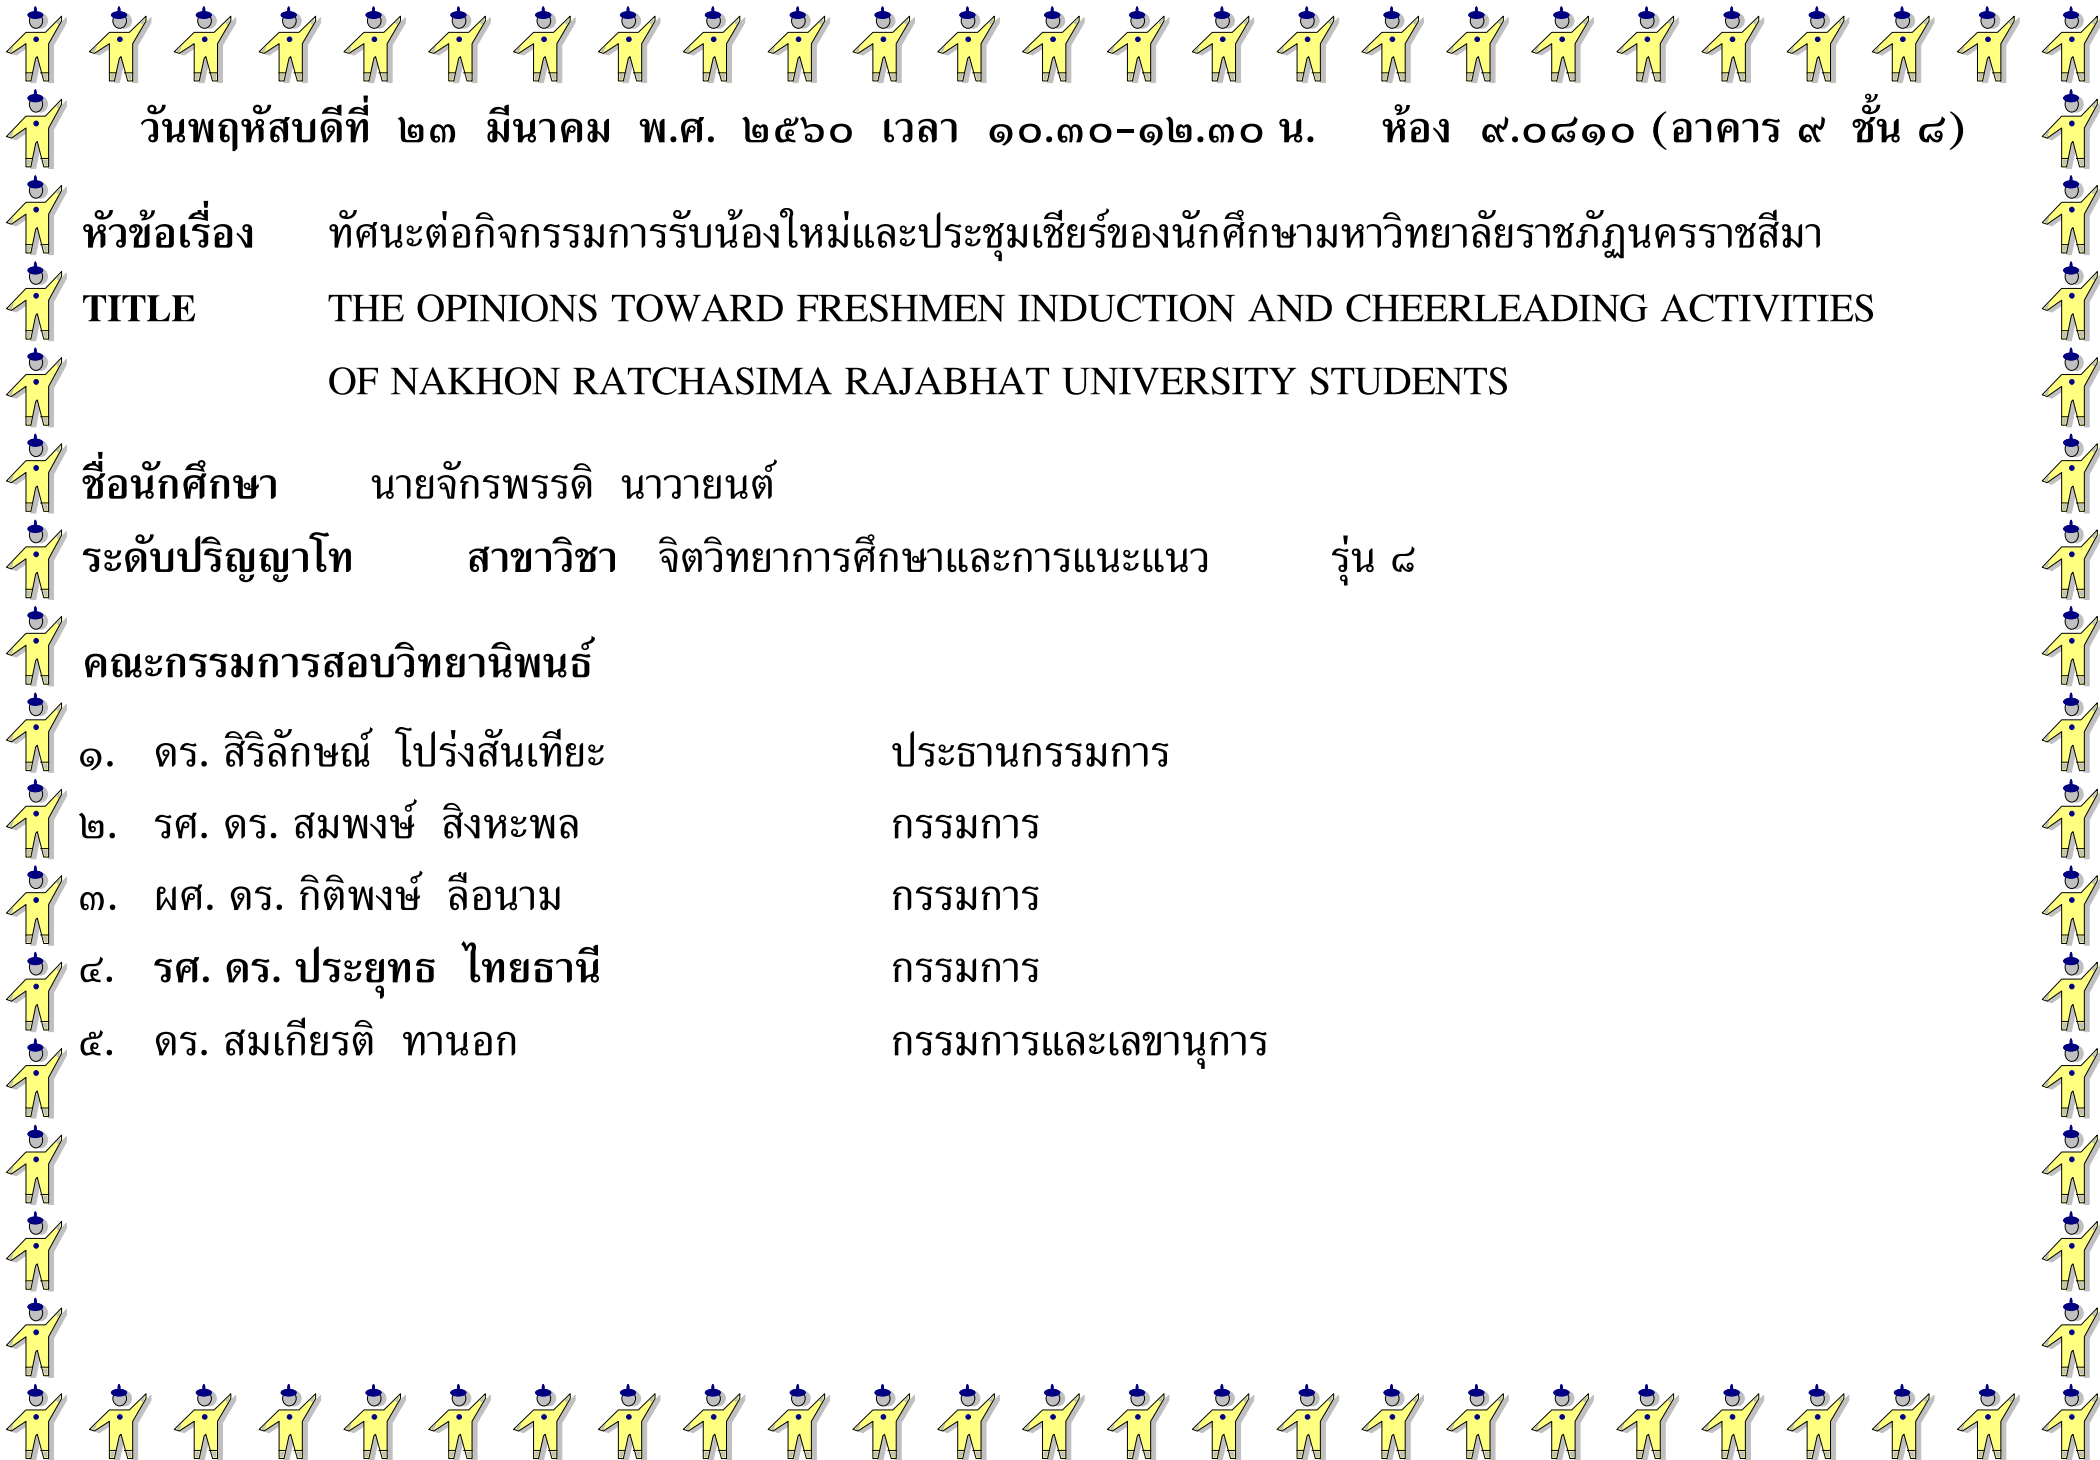 วันพฤหัสบดีที่ ๒๓ มีนาคม พ.ศ. ๒๕๖๐ เวลา ๑๐.๓๐-๑๒.๓๐ น. ห้อง ๙.๐๘๑๐ (อาคาร ๙ ชั้น ๘)
หัวข้อเรื่อง ทัศนะต่อกิจกรรมการรับน้องใหม่และประชุมเชียร์ของนักศึกษามหาวิทยาลัยราชภัฏนครราชสีมา
TITLE THE OPINIONS TOWARD FRESHMEN INDUCTION AND CHEERLEADING ACTIVITIES
OF NAKHON RATCHASIMA RAJABHAT UNIVERSITY STUDENTS
ชื่อนักศึกษา นายจักรพรรดิ นาวายนต์
ระดับปริญญาโท สาขาวิชา จิตวิทยาการศึกษาและการแนะแนว รุ่น ๘
คณะกรรมการสอบวิทยานิพนธ์
๑. ดร. สิริลักษณ์ โปร่งสันเทียะ ประธานกรรมการ
๒. รศ. ดร. สมพงษ์ สิงหะพล กรรมการ
๓. ผศ. ดร. กิติพงษ์ ลือนาม กรรมการ
๔. รศ. ดร. ประยุทธ ไทยธานี กรรมการ
๕. ดร. สมเกียรติ ทานอก กรรมการและเลขานุการ